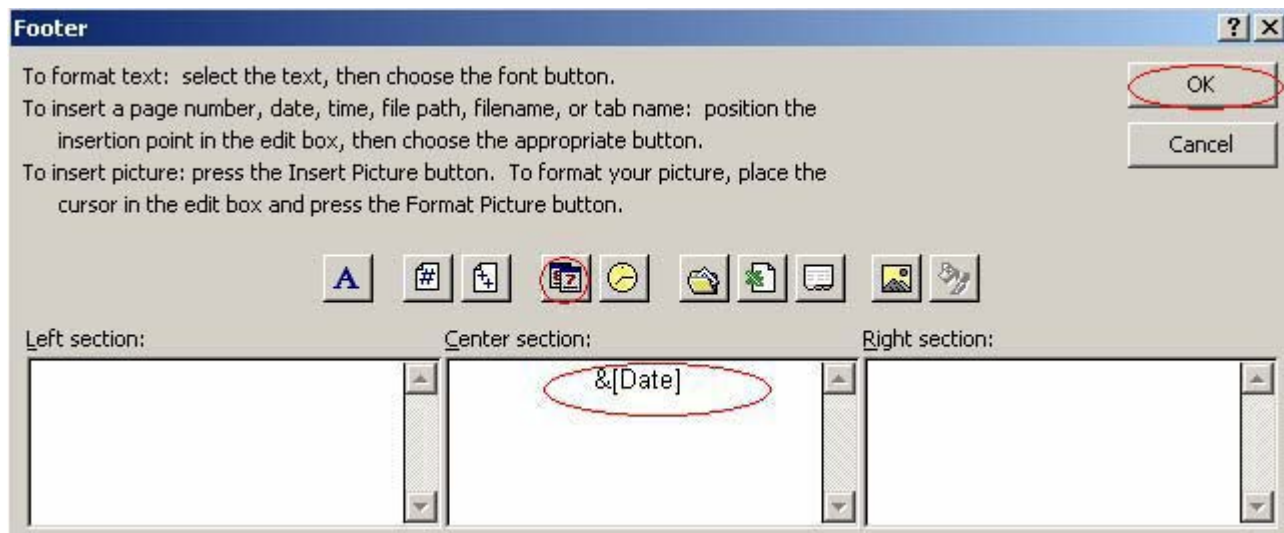 Footer
To format text: select the text, then choose the font button.
To insert a page number, date, time, file path, filename, or tab name: position the
insertion point in the edit box, then choose the appropriate button.
To insert picture: press the Insert Picture button. To format your picture, place the
cursor in the edit box and press the Format Picture button.
OK
Cancel
A
Left section:
Center section:
Right section:
&[Date]